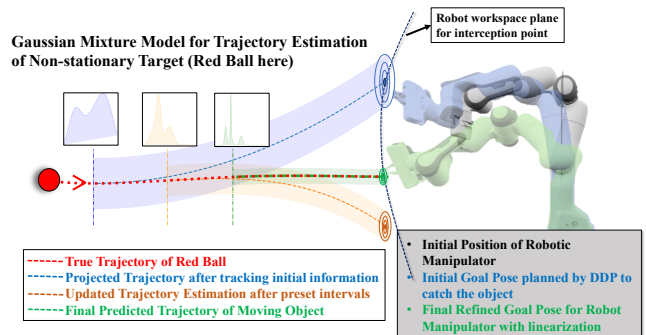 Robot workspace plane
for interception point
Gaussian Mixture Model for Trajectory Estimation
of Non-stationary Target (Red Ball here)
True Trajectory of Red Ball
Projected Trajectory after tracking initial information
Updated Trajectory Estimation after preset intervals
Final Predicted Trajectory of Moving Object
• Initial Position of Robotic
Manipulator
• Initial Goal Pose planned by DDP to
catch the object
• Final Refined Goal Pose for Robot
Manipulator with linearization